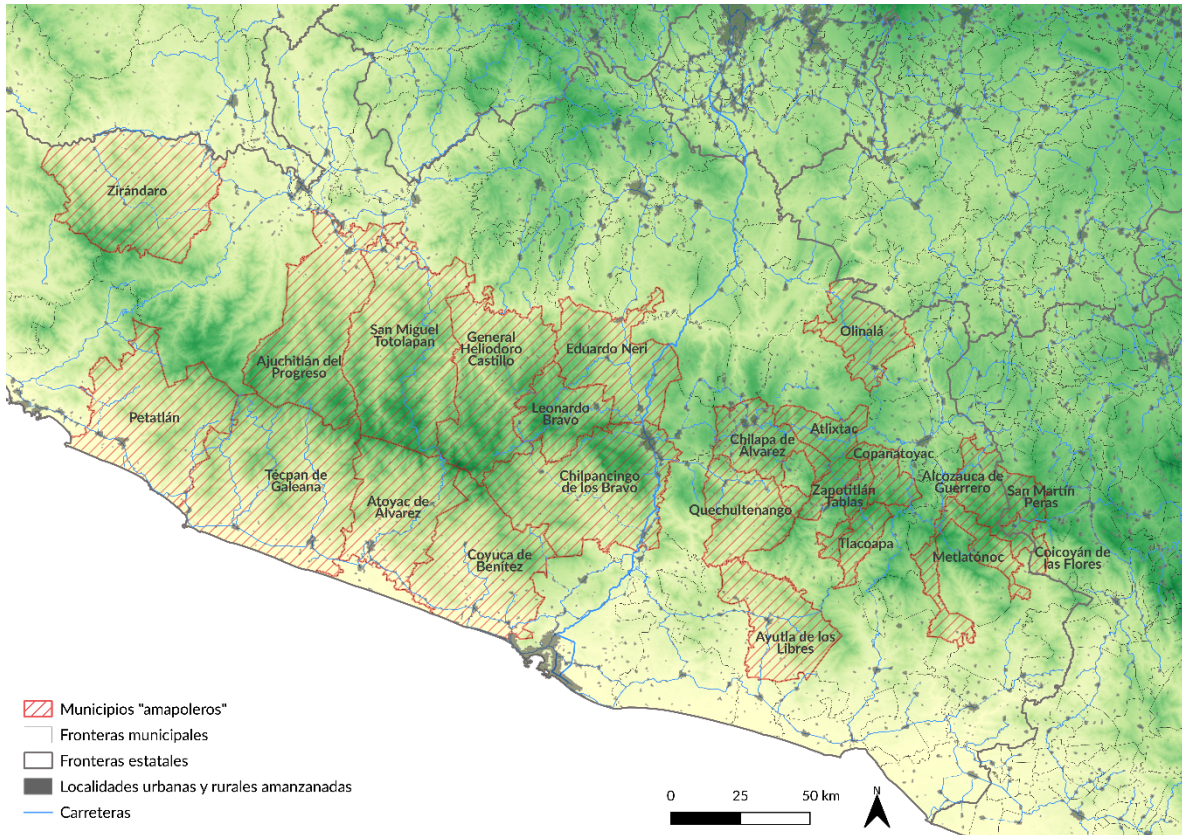 Zirándaro
San Miguel
Totolapan
General
Heliodoro
Castillo
Eduardo Neri
Olinalá
Ajuchitlán del
Progreso
Petatlán
Leonardo
Bravo
Atlixtac
Chilapa de
Álvarez
Copanatoyac
Técpan de
Galeana
Chilpancingo
de los Bravo
Alcozauca de
Guerrero
Zapotitlán
Tablas
San Martín
Peras
Atoyac de
Álvarez
Quechultenango
Tlacoapa
Metlatónoc
Coicoyán de
las Flores
Coyuca de
Benítez
Ayutla de los
Libres
Municipios "amapoleros"
Fronteras municipales
Fronteras estatales
Localidades urbanas y rurales amanzanadas
Carreteras
0 25 50 km
N